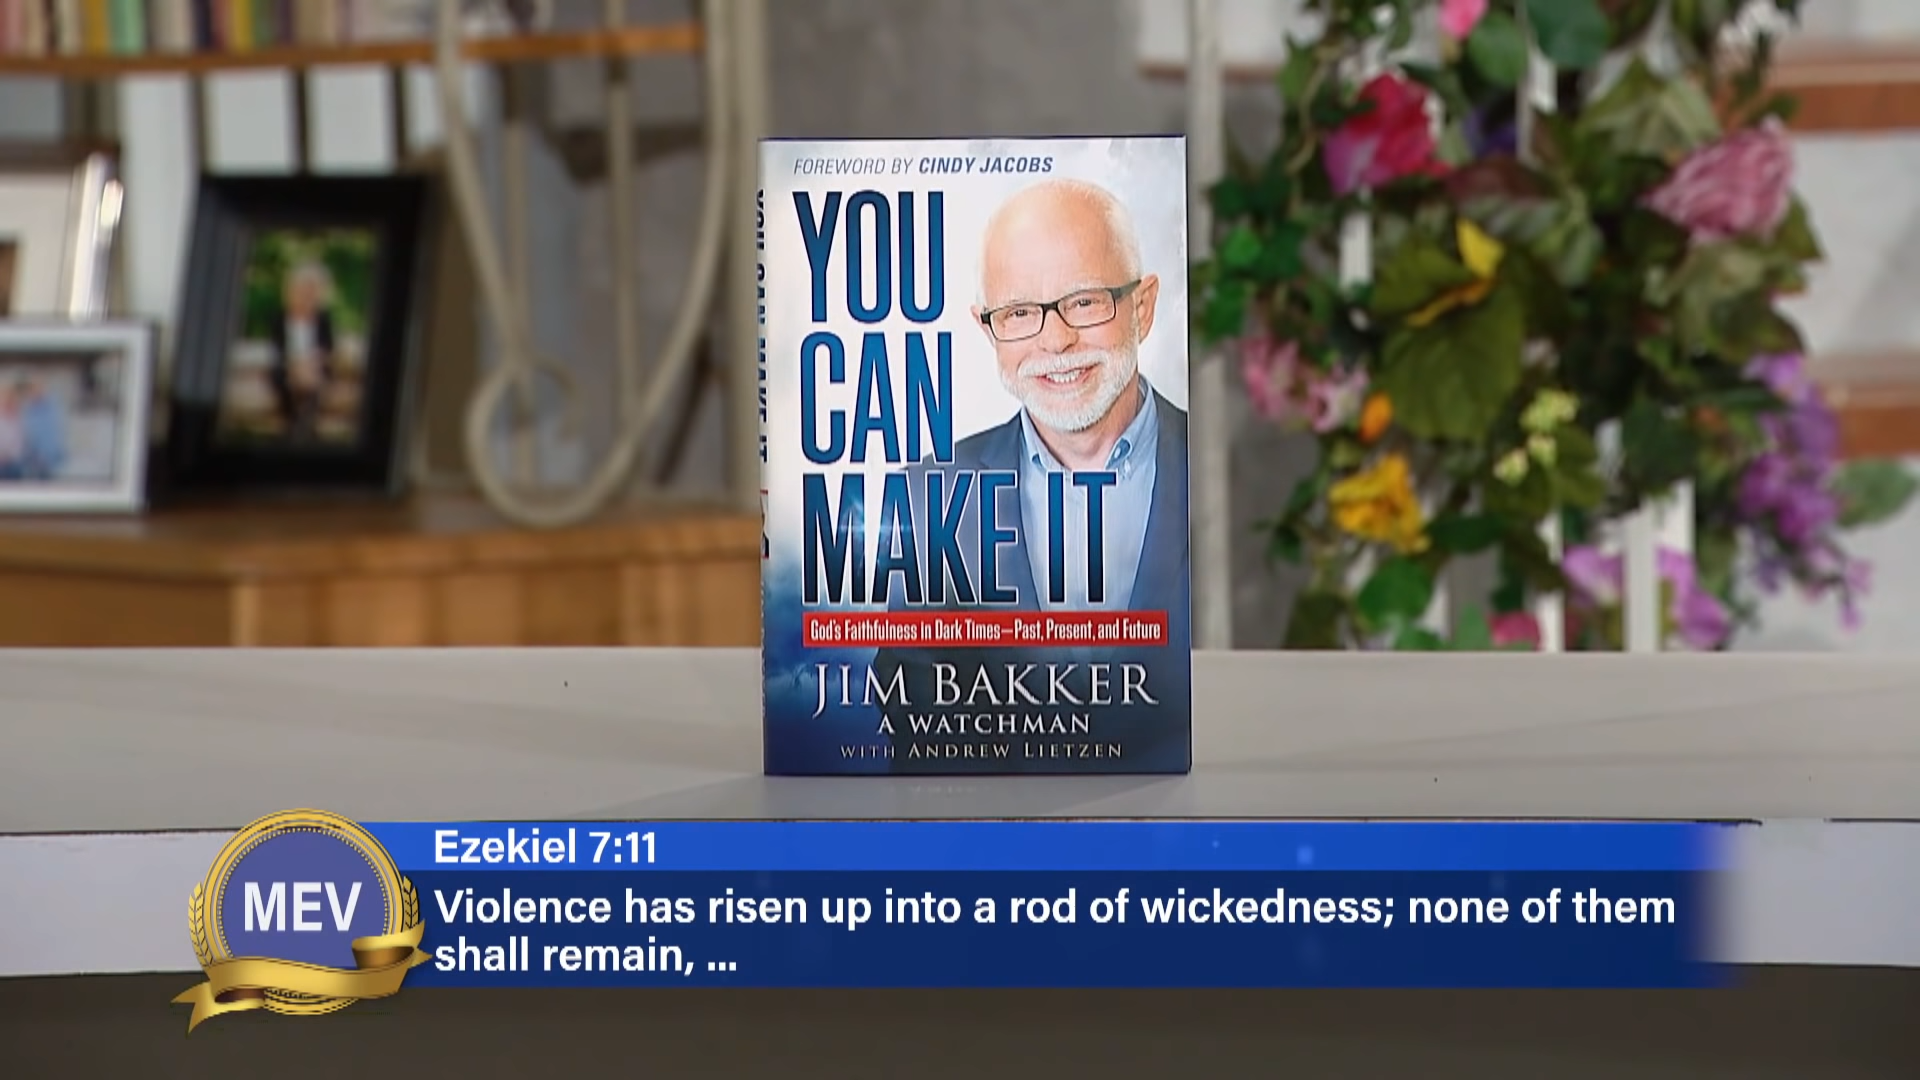 FOREWORD BY CINDY JACOBS
YOU
CAN
MAKE IT
God's Faithfulness in Dark Times—Past, Present, and Future
JIM BAKKER
A WATCHMAN
WITH ANDREW LIETZEN
YOU CAN MAKE IT
MEV
Ezekiel 7:11
Violence has risen up into a rod of wickedness; none of them
shall remain, ...